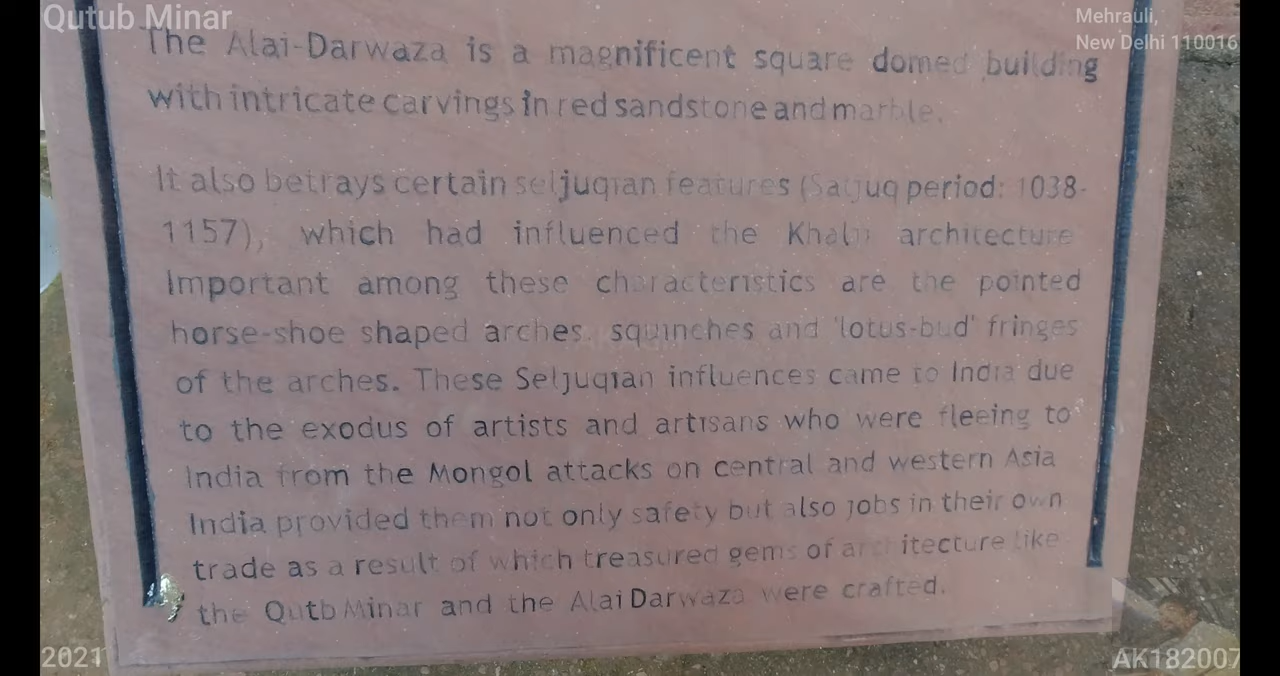 Qutub Minar
Mehrauli,
New Delhi 110016
The Alai-Darwaza is a magnificent square domed building
with intricate carvings in red sandstone and marble.
It also betrays certain seljuqian features (Saljuq period: 1038-
1157), which had influenced the Khalji architecture
Important among these characteristics are the pointed
horse-shoe shaped arches, squinches and 'lotus-bud' fringes
of the arches. These Seljuqian influences came to India due
to the exodus of artists and artisans who were fleeing to
India from the Mongol attacks on central and western Asia
India provided them not only safety but also jobs in their own
trade as a result of which treasured gems of architecture like
the Qutb Minar and the Alai Darwaza were crafted.
2021
AK182007